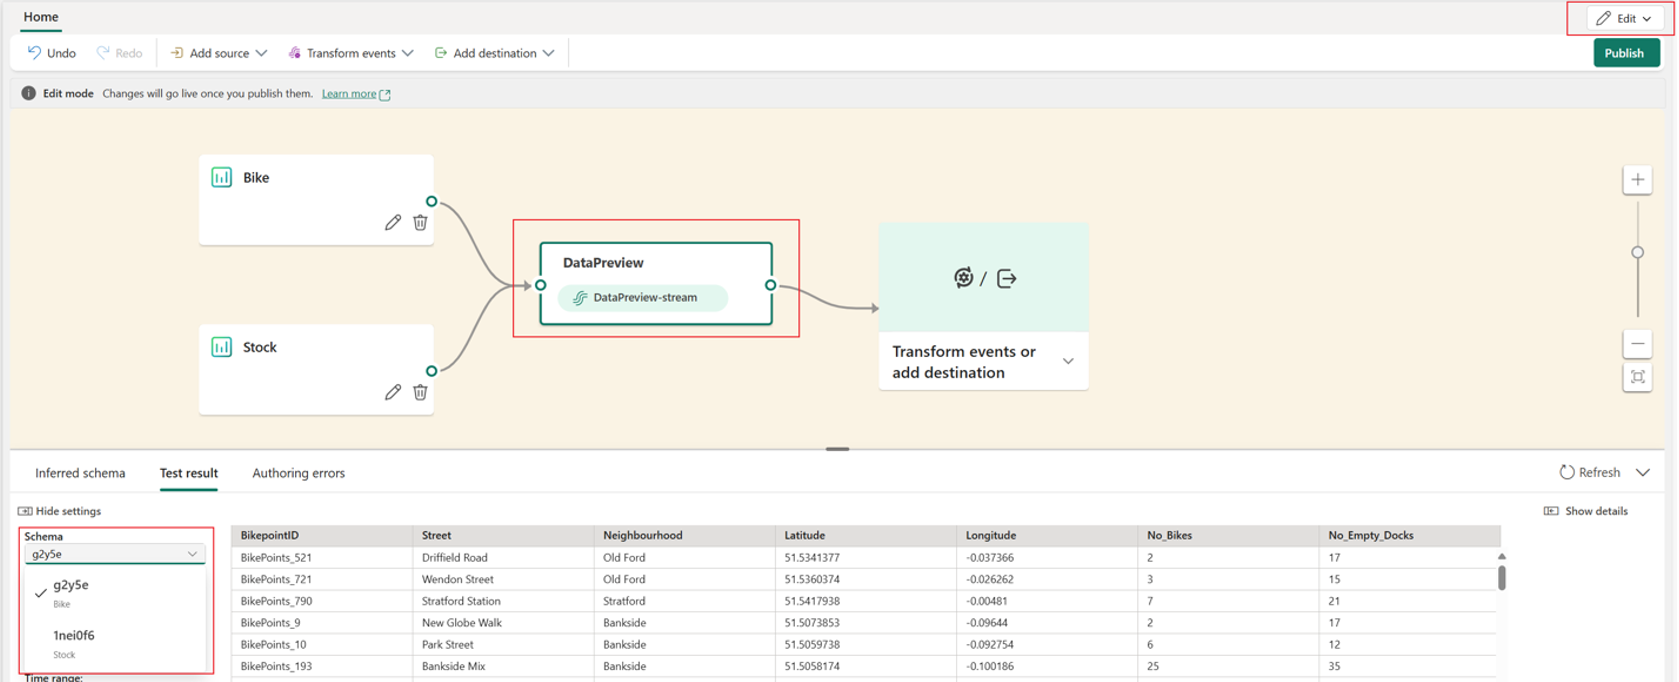 Home
Edit
Undo Redo Add source Transform events Add destination
Publish
Edit mode Changes will go live once you publish them. Learn more
Bike
DataPreview
DataPreview-stream
/
Stock
Transform events or
add destination
Inferred schema Test result Authoring errors
Refresh
Hide settings
Show details
Schema
g2y5e
g2y5e
Bike
1nei0f6
Stock
Time range:
BikepointID Street Neighbourhood Latitude Longitude No_Bikes No_Empty_Docks
BikePoints_521 Driffield Road Old Ford 51.5341377 -0.037366 2 17
BikePoints_721 Wendon Street Old Ford 51.5360374 -0.026262 3 15
BikePoints_790 Stratford Station Stratford 51.5417938 -0.00481 7 21
BikePoints_9 New Globe Walk Bankside 51.5073853 -0.09644 2 17
BikePoints_10 Park Street Bankside 51.5059738 -0.092754 6 12
BikePoints_193 Bankside Mix Bankside 51.5058174 -0.100186 25 35